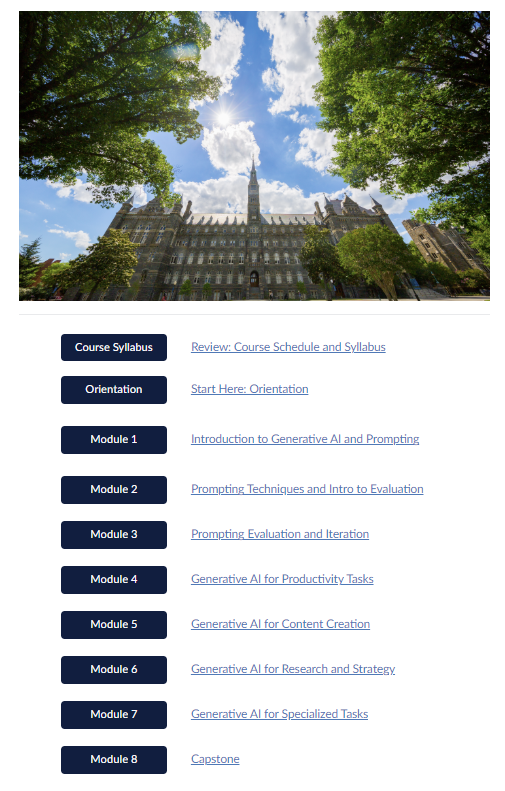 Course Syllabus Review: Course Schedule and Syllabus
Orientation Start Here: Orientation
Module 1 Introduction to Generative AI and Prompting
Module 2 Prompting Techniques and Intro to Evaluation
Module 3 Prompting Evaluation and Iteration
Module 4 Generative AI for Productivity Tasks
Module 5 Generative AI for Content Creation
Module 6 Generative AI for Research and Strategy
Module 7 Generative AI for Specialized Tasks
Module 8 Capstone